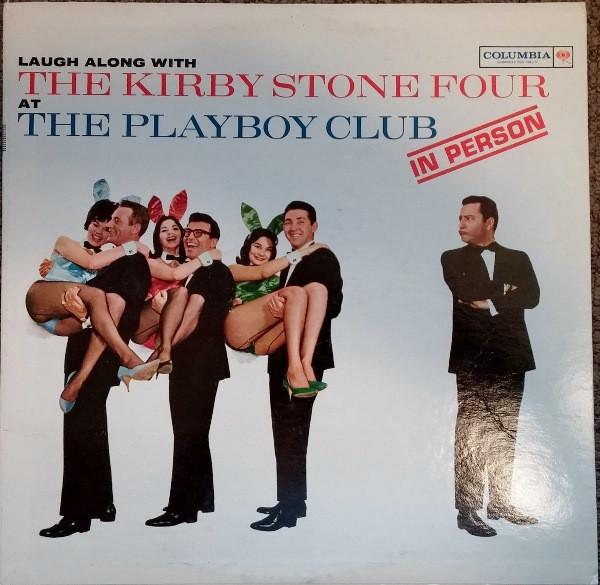 LAUGH ALONG WITH
THE KIRBY STONE FOUR
AT
THE PLAYBOY CLUB
IN PERSON
COLUMBIA